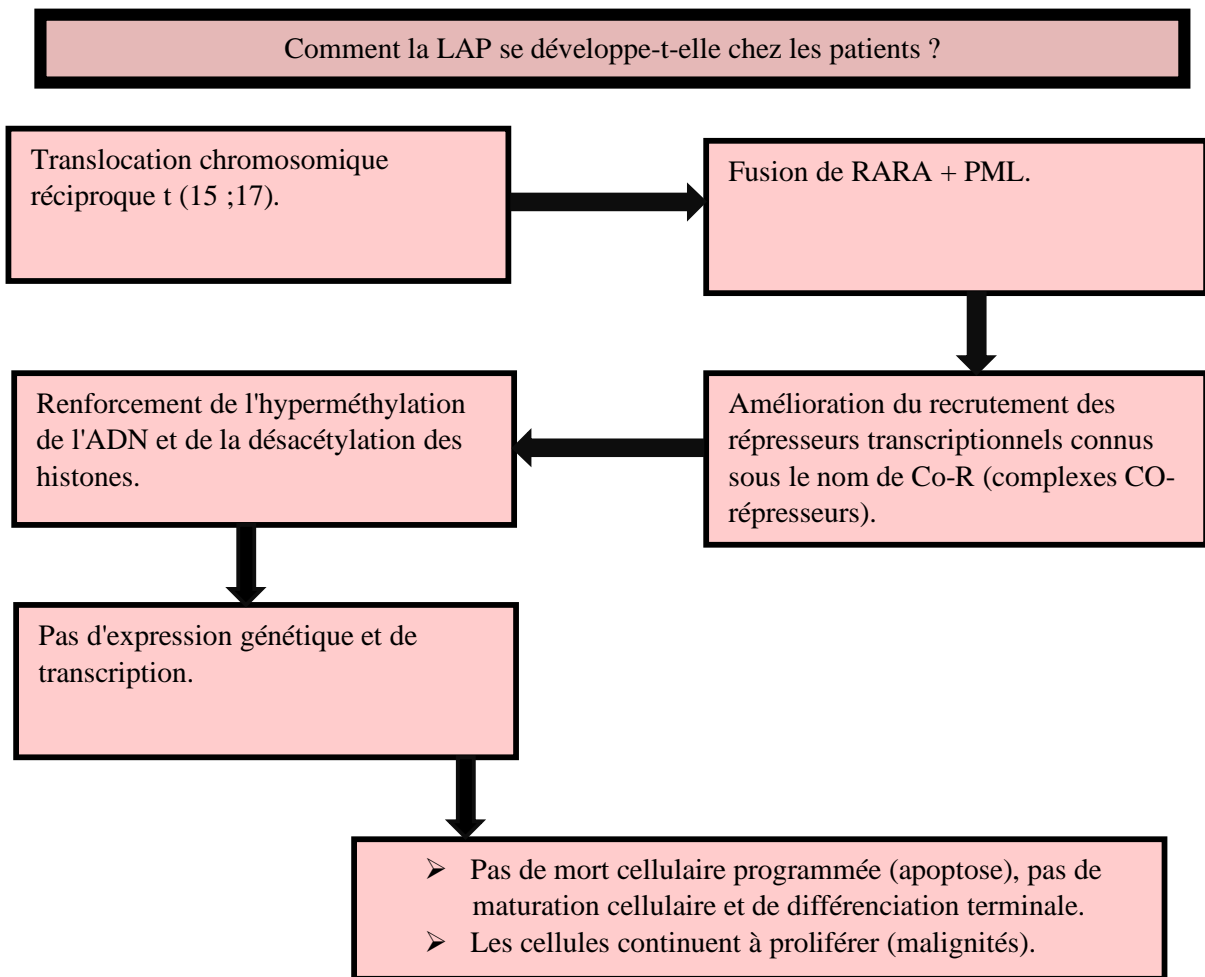 Comment la LAP se développe-t-elle chez les patients ?
Translocation chromosomique
réciproque t (15 ;17).
Fusion de RARA + PML.
Amélioration du recrutement des
répresseurs transcriptionnels connus
sous le nom de Co-R (complexes CO-
répresseurs).
Renforcement de l'hyperméthylation
de l'ADN et de la désacétylation des
histones.
Pas d'expression génétique et de
transcription.
➢ Pas de mort cellulaire programmée (apoptose), pas de
maturation cellulaire et de différenciation terminale.
➢ Les cellules continuent à proliférer (malignités).